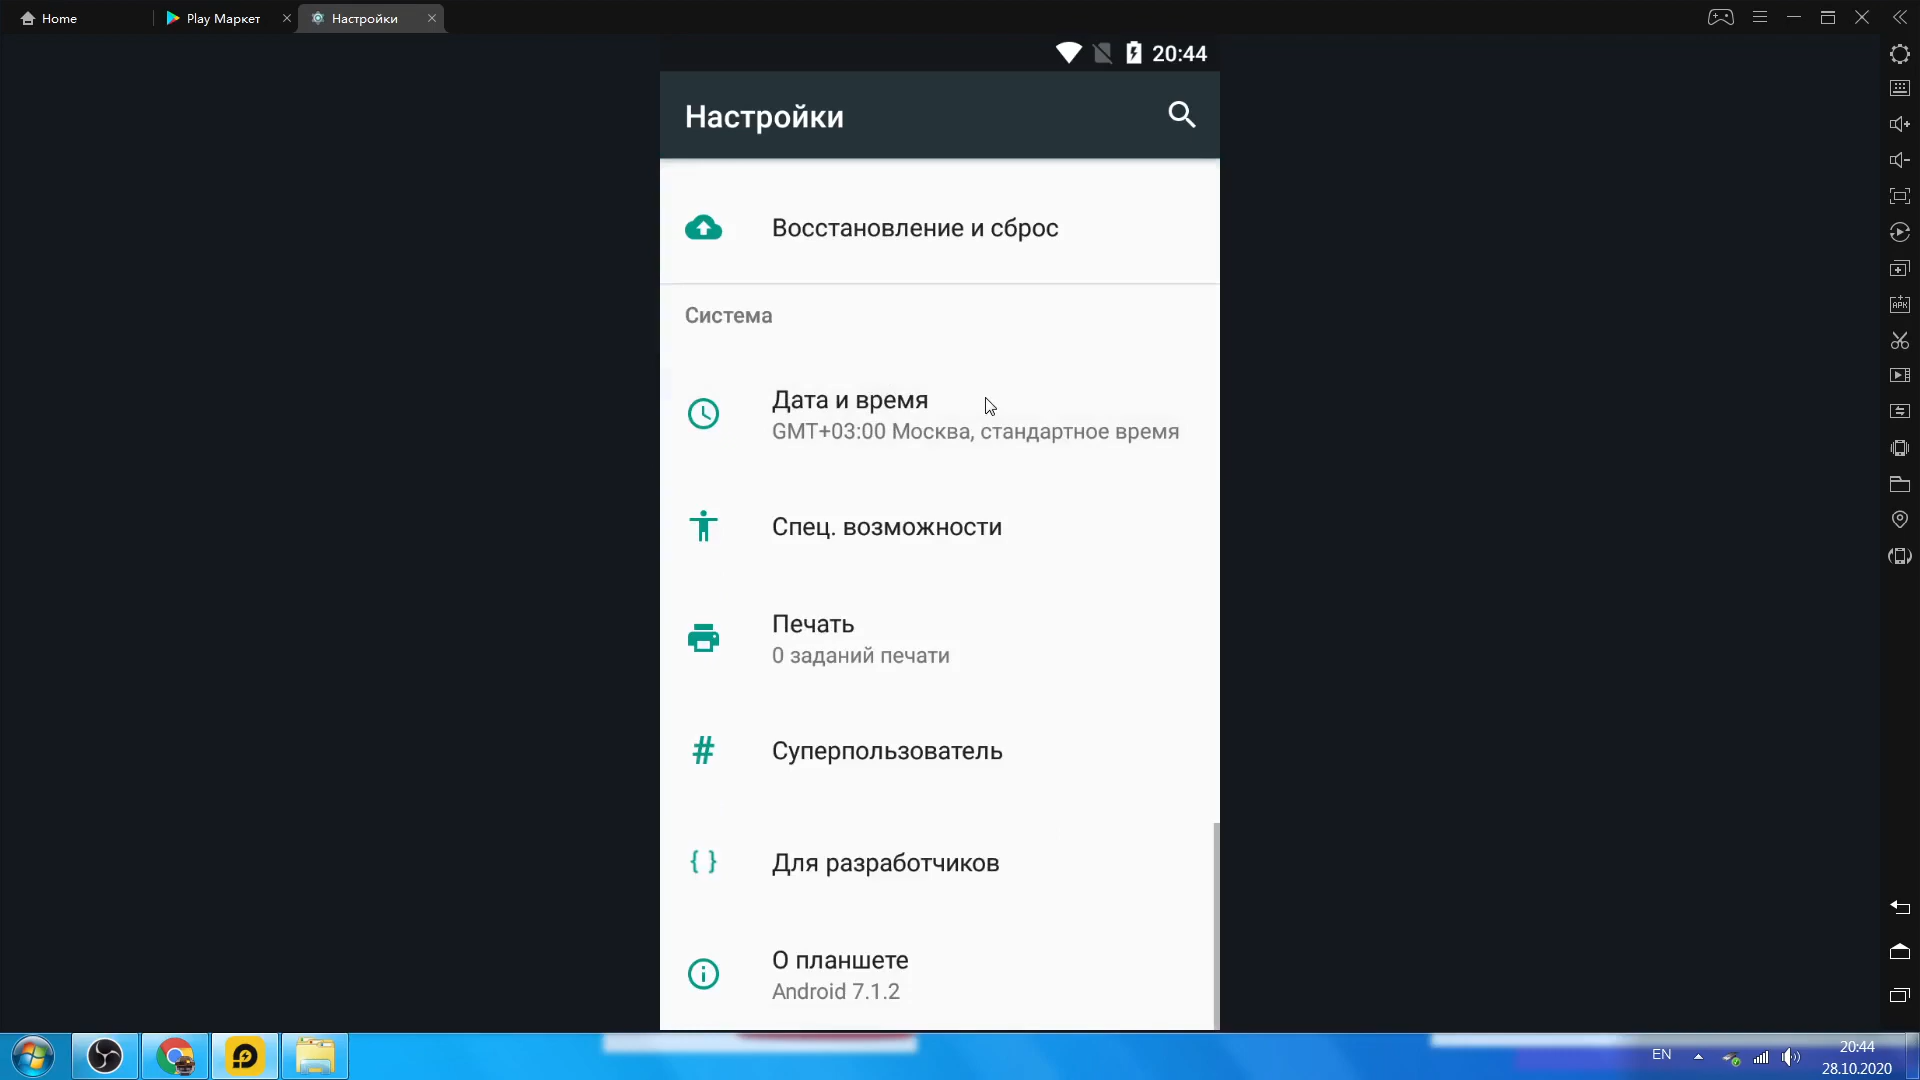 Home
Play Маркет
Настройки
20:44
Настройки
Восстановление и сброс
Система
Дата и время
GMT+03:00 Москва, стандартное время
Спец. возможности
Печать
0 заданий печати
#
Суперпользователь
{ }
Для разработчиков
О планшете
Android 7.1.2
APK
EN
20:44
28.10.2020